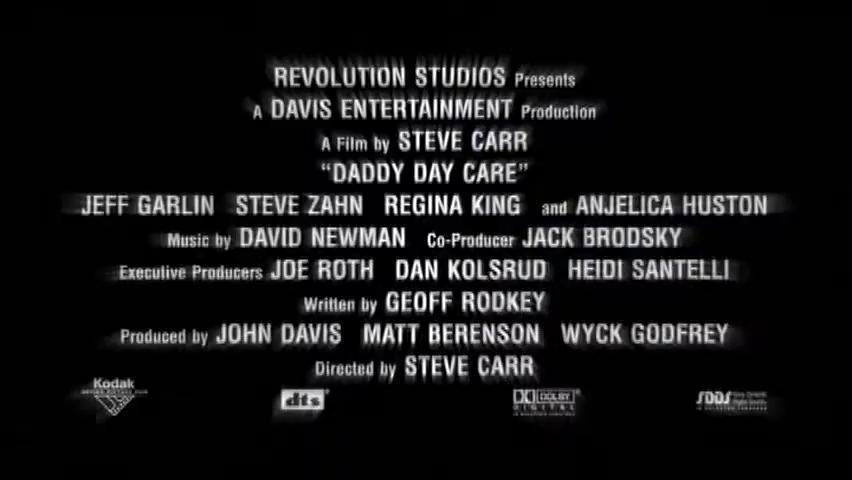 REVOLUTION STUDIOS Presents
A DAVIS ENTERTAINMENT Production
A Film by STEVE CARR
"DADDY DAY CARE"
JEFF GARLIN STEVE ZAHN REGINA KING and ANJELICA HUSTON
Music by DAVID NEWMAN Co-Producer JACK BRODSKY
Executive Producers JOE ROTH DAN KOLSRUD HEIDI SANTELLI
Written by GEOFF RODKEY
Produced by JOHN DAVIS MATT BERENSON WYCK GODFREY
Directed by STEVE CARR
Kodak
dts
DOLBY
DIGITAL
SDDS